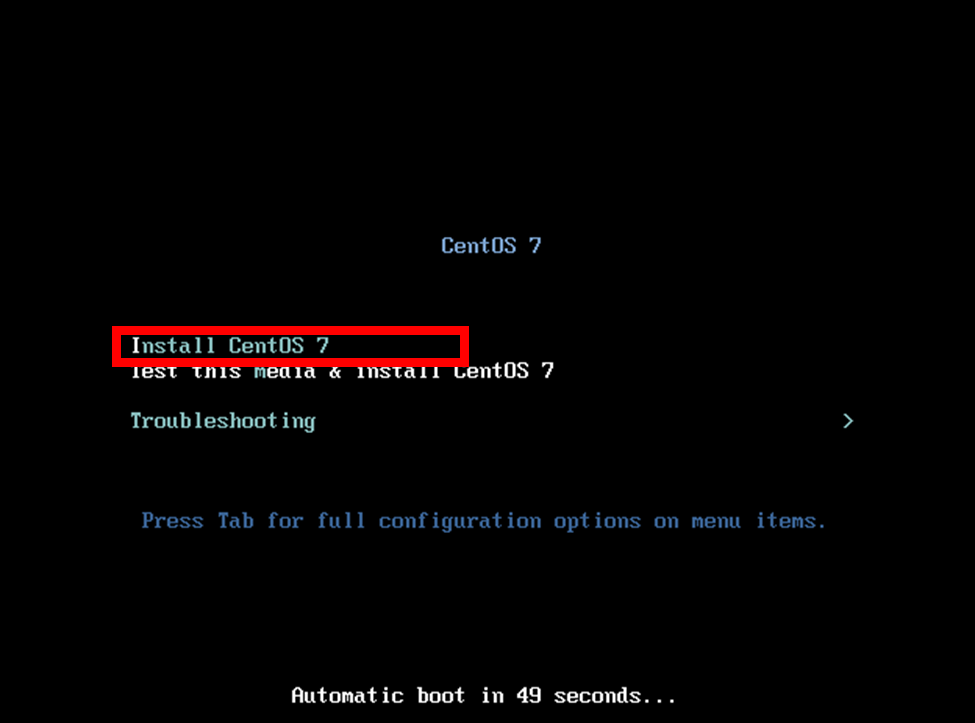 CentOS 7
Install CentOS 7
Test this media & install CentOS 7
Troubleshooting >
Press Tab for full configuration options on menu items.
Automatic boot in 49 seconds...